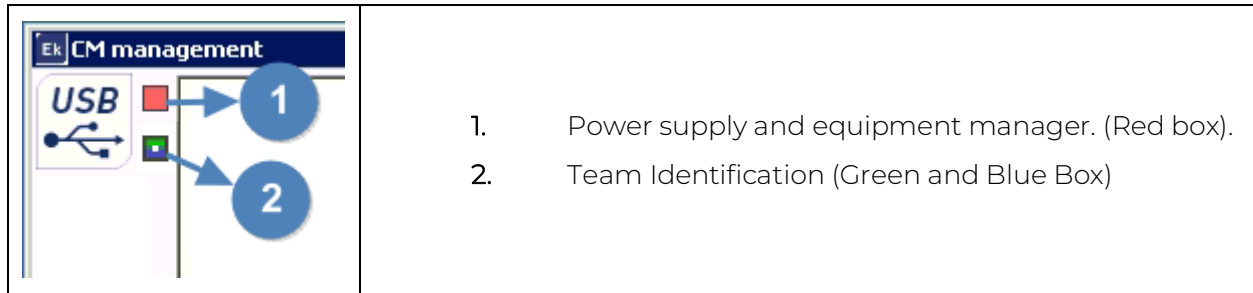 Ek CM management
USB
1
2
1. Power supply and equipment manager. (Red box).
2. Team Identification (Green and Blue Box)